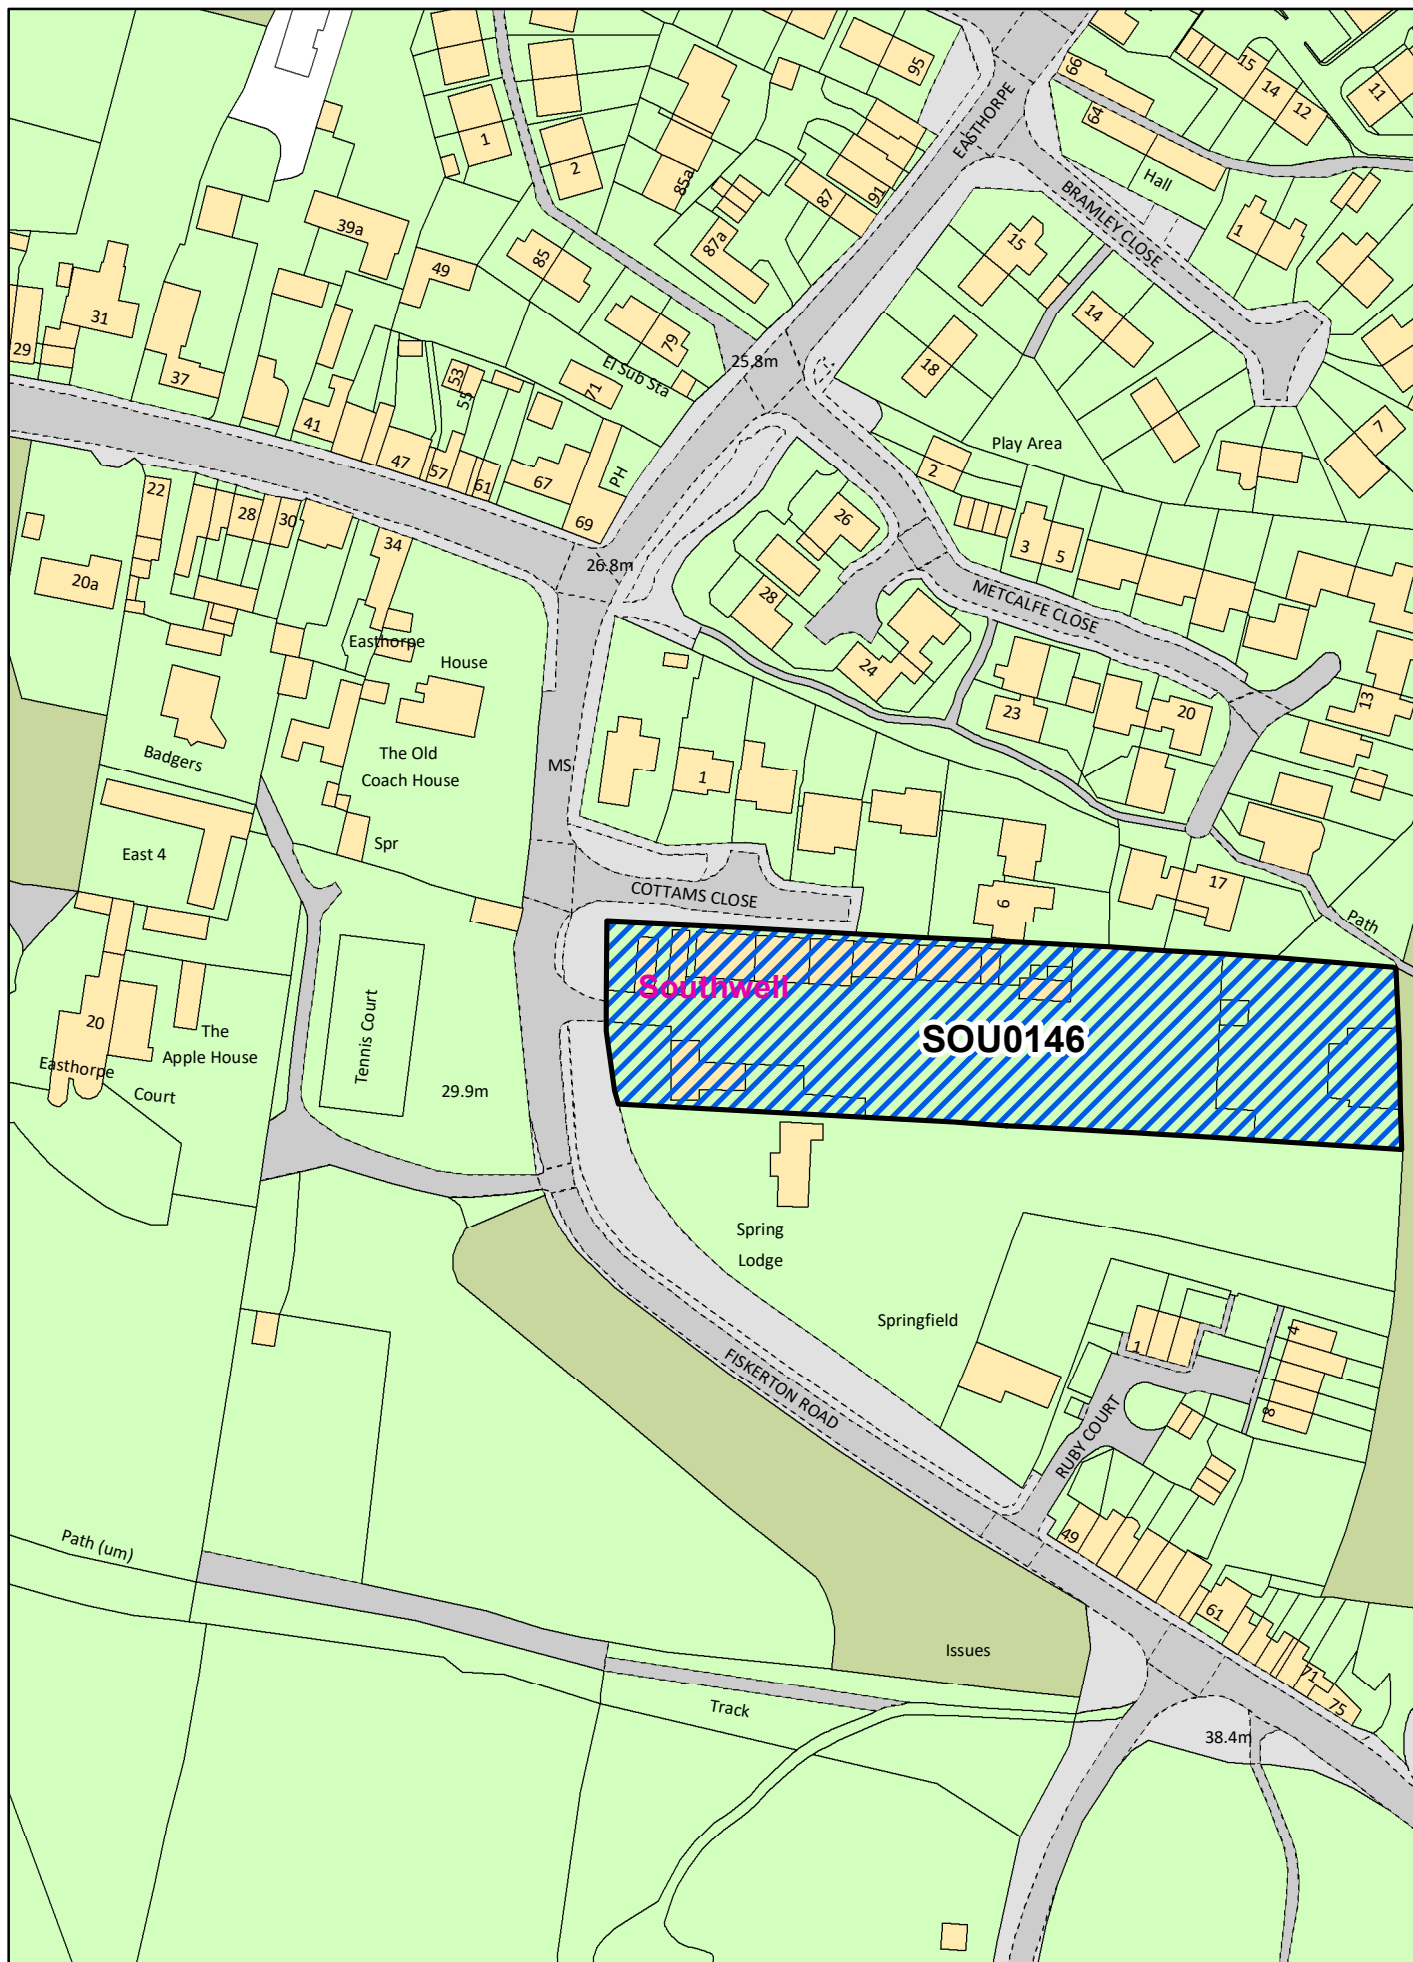 95
66
15
14
12
11
EASTHORPE
64
1
2
85a
Hall
87
91
BRAMLEY CLOSE
1
39a
49
85
87a
15
31
29
37
79
14
El Sub Sta
25.8m
18
53
55
71
41
47
57
61
67
PH
69
Play Area
7
2
22
28
30
34
26
3
5
26.8m
20a
28
METCALFE CLOSE
Easthorpe
House
24
23
20
13
Badgers
The Old
Coach House
MS
1
East 4
Spr
COTTAMS CLOSE
6
17
Path
Southwell
SOU0146
Tennis Court
20
The
Apple House
Easthorpe
Court
29.9m
Spring
Lodge
Springfield
1
4
8
FISKERTON ROAD
RUBY COURT
49
Path (um)
61
Issues
71
75
Track
38.4m